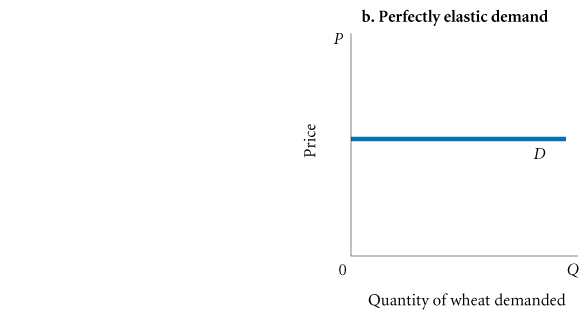 b. Perfectly elastic demand
P
Price
D
0
Q
Quantity of wheat demanded